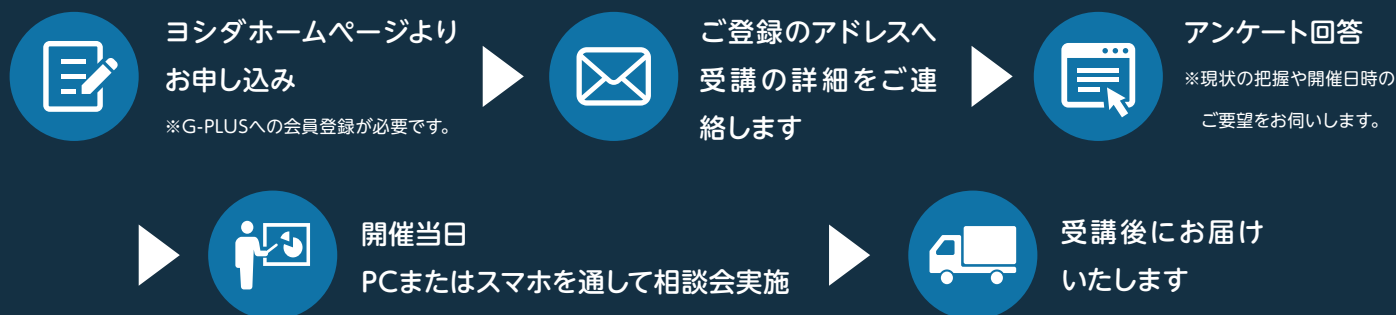 ヨシダホームページより
お申し込み
※G-PLUSへの会員登録が必要です。
ご登録のアドレスへ
受講の詳細をご連
絡します
アンケート回答
※現状の把握や開催日時の
ご要望をお伺いします。
開催当日
PCまたはスマホを通して相談会実施
受講後にお届け
いたします